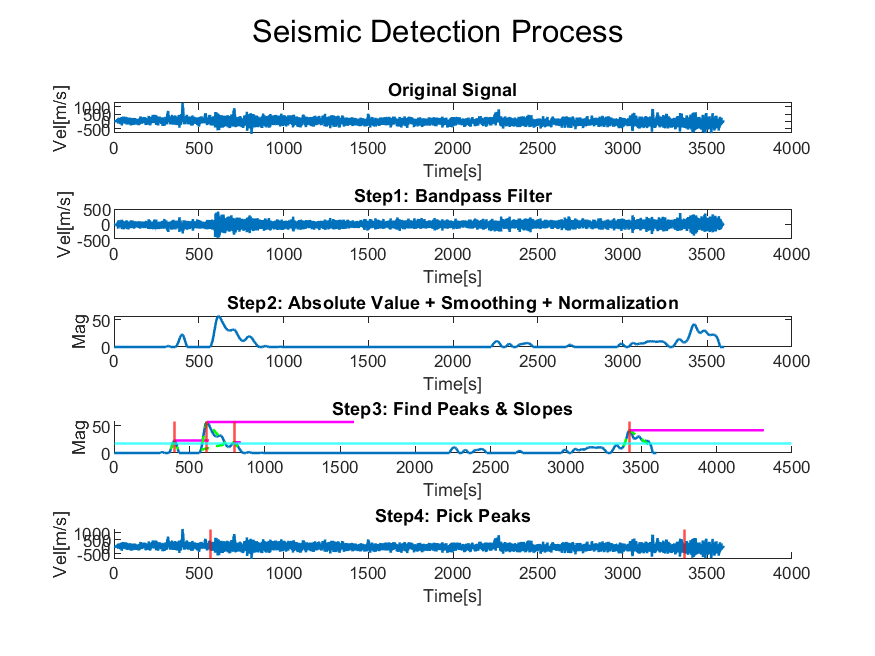 Seismic Detection Process
Original Signal
Vel[m/s]
1000
500
0
-500
0 500 1000 1500 2000 2500 3000 3500 4000
Time[s]
Step1: Bandpass Filter
Vel[m/s]
500
0
-500
0 500 1000 1500 2000 2500 3000 3500 4000
Time[s]
Step2: Absolute Value + Smoothing + Normalization
Mag
50
0
0 500 1000 1500 2000 2500 3000 3500 4000
Time[s]
Step3: Find Peaks & Slopes
Mag
50
0
0 500 1000 1500 2000 2500 3000 3500 4000 4500
Time[s]
Step4: Pick Peaks
Vel[m/s]
1000
500
0
-500
0 500 1000 1500 2000 2500 3000 3500 4000
Time[s]